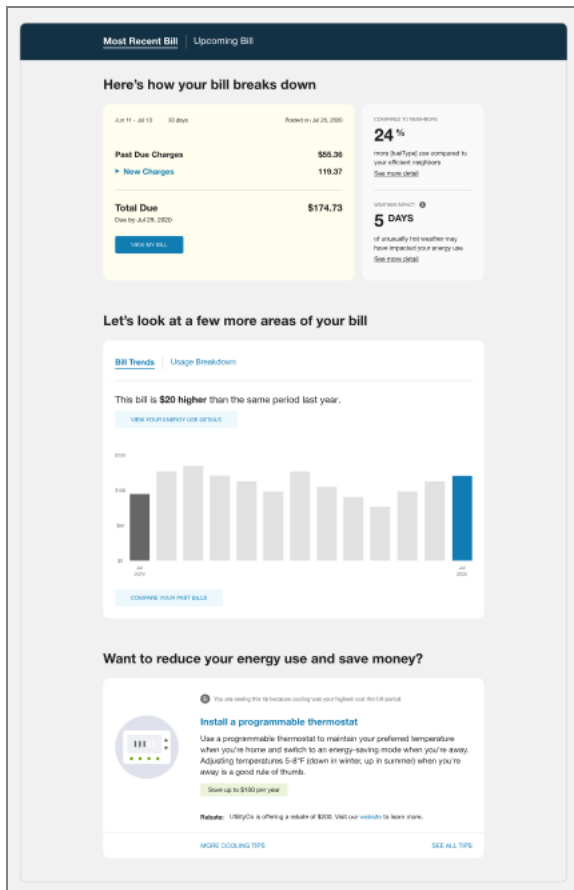 Most Recent Bill
Upcoming Bill
Here's how your bill breaks down
Jun 11 - Jul 13
30 days
Posted on Jul 25, 2020
Past Due Charges
$55.36
New Charges
119.37
Total Due
$174.73
Due by Jul 29, 2020
VIEW MY BILL
COMPARED TO NEIGHBORS
24 %
more [fuelType] use compared to
your efficient neighbors
See more detail
WEATHER IMPACT
5 DAYS
of unusually hot weather may
have impacted your energy use
See more detail
Let's look at a few more areas of your bill
Bill Trends
Usage Breakdown
This bill is $20 higher than the same period last year.
VIEW YOUR ENERGY USE DETAILS
$150
$100
$50
$0
Jul
2019
Jul
2020
COMPARE YOUR PAST BILLS
Want to reduce your energy use and save money?
You are seeing this tip because cooling was your highest cost this bill period.
Install a programmable thermostat
Use a programmable thermostat to maintain your preferred temperature
when you're home and switch to an energy-saving mode when you're away.
Adjusting temperatures 5-8°F (down in winter, up in summer) when you're
away is a good rule of thumb.
Save up to $190 per year
Rebate: UtilityCo is offering a rebate of $200. Visit our website to learn more.
MORE COOLING TIPS
SEE ALL TIPS